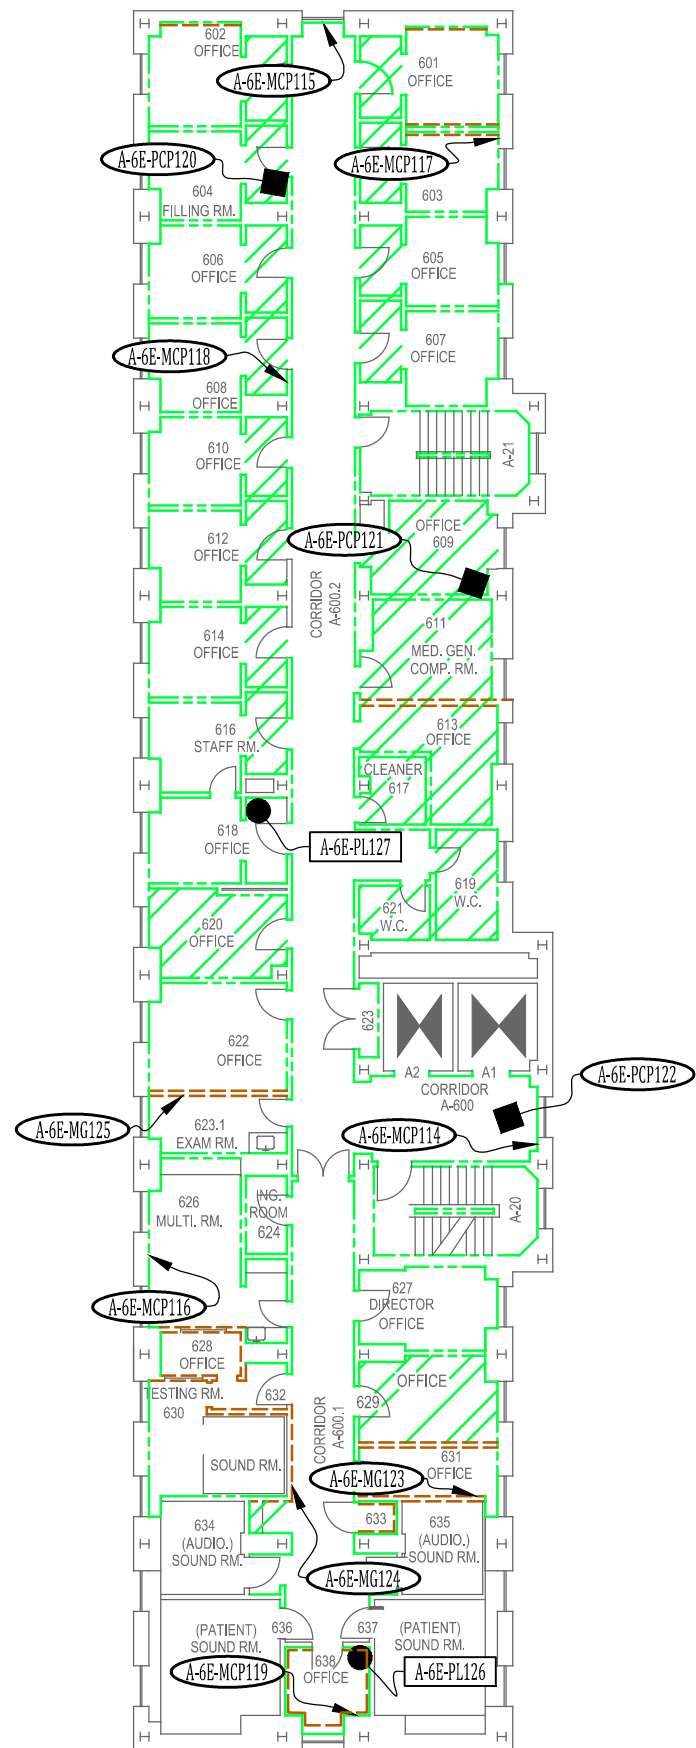 602
OFFICE
601
OFFICE
A-6E-MCP115
A-6E-PCP120
A-6E-MCP117
604
FILLING RM.
603
606
OFFICE
605
OFFICE
607
OFFICE
A-6E-MCP118
608
OFFICE
610
OFFICE
A-21
612
OFFICE
OFFICE
609
A-6E-PCP121
CORRIDOR
A-600.2
614
OFFICE
611
MED. GEN.
COMP. RM.
616
STAFF RM.
613
OFFICE
CLEANER
617
618
OFFICE
A-6E-PL127
619
W.C.
621
W.C.
620
OFFICE
623
622
OFFICE
A2
A1
CORRIDOR
A-600
A-6E-PCP122
A-6E-MG125
623.1
EXAM RM.
A-6E-MCP114
626
MULTI. RM.
ING.
ROOM
624
A-20
A-6E-MCP116
627
DIRECTOR
OFFICE
628
OFFICE
TESTING RM.
630
632
OFFICE
629
CORRIDOR
A-600.1
SOUND RM.
631
OFFICE
A-6E-MG123
633
634
(AUDIO.)
SOUND RM.
635
(AUDIO.)
SOUND RM.
A-6E-MG124
(PATIENT)
SOUND RM.
636
637
(PATIENT)
SOUND RM.
638
OFFICE
A-6E-MCP119
A-6E-PL126